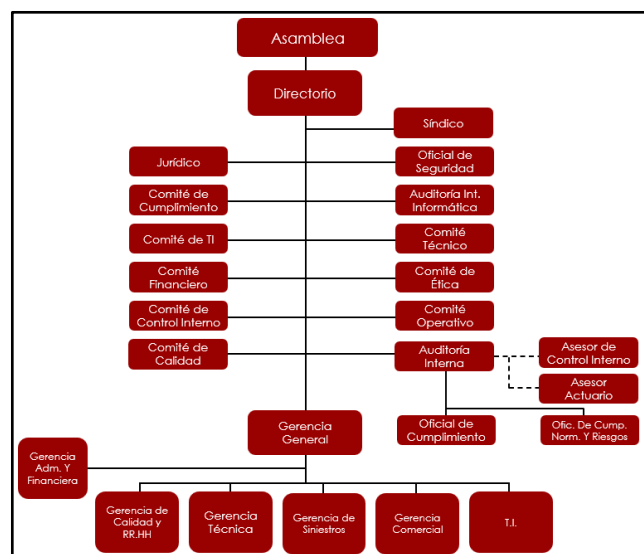 Asamblea
Directorio
Síndico
Jurídico
Oficial de
Seguridad
Comité de
Cumplimiento
Auditoría Int.
Informática
Comité de TI
Comité
Técnico
Comité
Financiero
Comité de
Ética
Comité de
Control Interno
Comité
Operativo
Comité de
Calidad
Auditoría
Interna
Asesor de
Control Interno
Asesor
Actuario
Gerencia
General
Oficial de
Cumplimiento
Ofic. De Cump.
Norm. Y Riesgos
Gerencia
Adm. Y
Financiera
Gerencia de
Calidad y
RR.HH
Gerencia
Técnica
Gerencia de
Siniestros
Gerencia
Comercial
T.I.